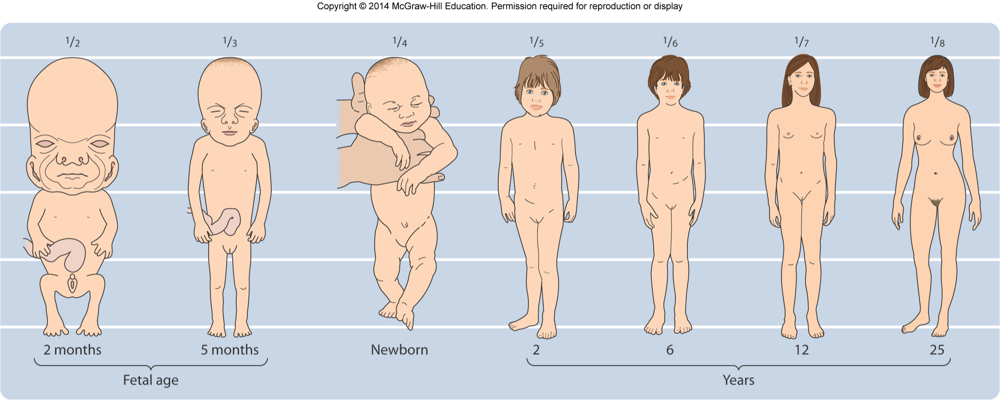 Copyright © 2014 McGraw-Hill Education. Permission required for reproduction or display
1/2 1/3 1/4 1/5 1/6 1/7 1/8
2 months 5 months Newborn 2 6 12 25
Fetal age Years